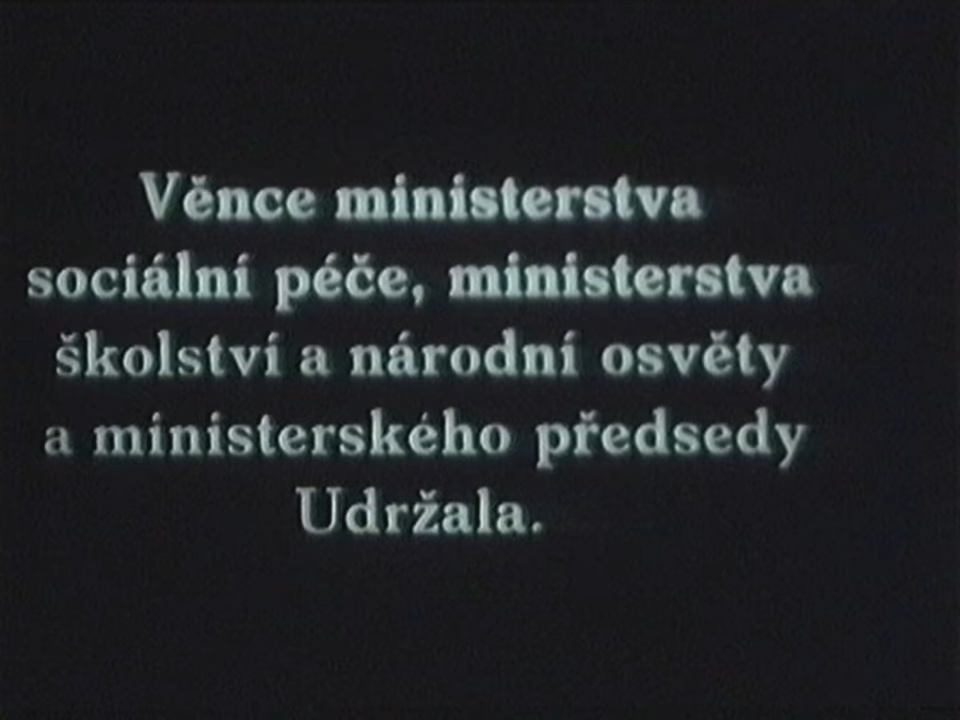 Věnce ministerstva
sociální péče, ministerstva
školství a národní osvěty
a ministerského předsedy
Udržala.